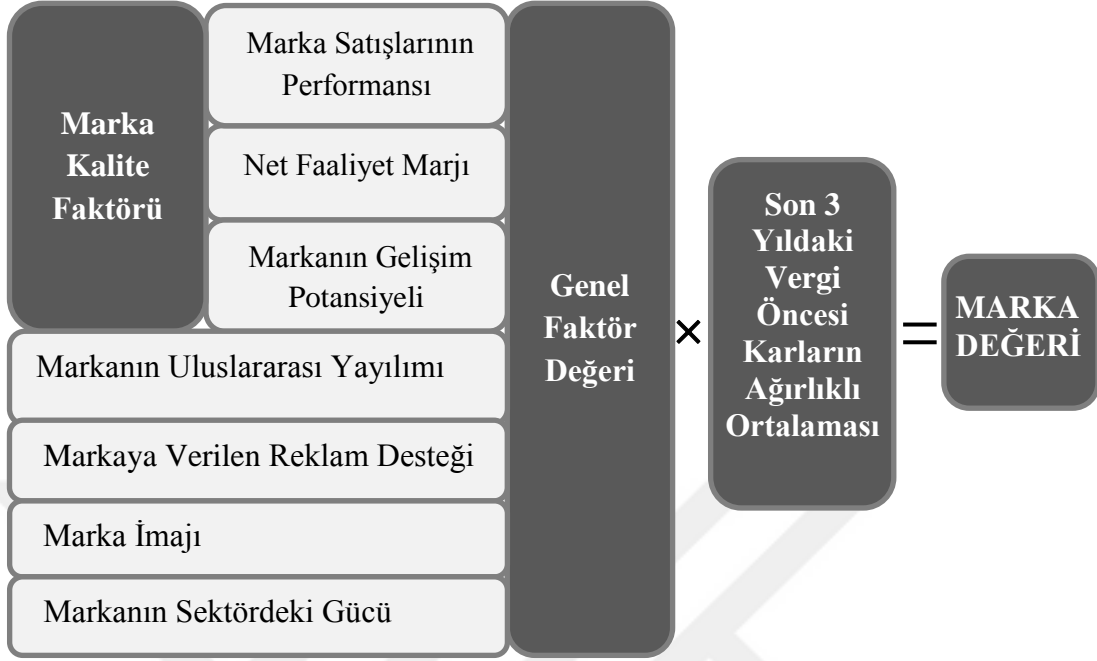 Marka
Kalite
Faktörü
Marka Satışlarının
Performansı
Net Faaliyet Marjı
Markanın Gelişim
Potansiyeli
Markanın Uluslararası Yayılımı
Markaya Verilen Reklam Desteği
Marka İmajı
Markanın Sektördeki Gücü
Genel
Faktör
Değeri
×
Son 3
Yıldaki
Vergi
Öncesi
Karların
Ağırlıklı
Ortalaması
=
MARKA
DEĞERİ